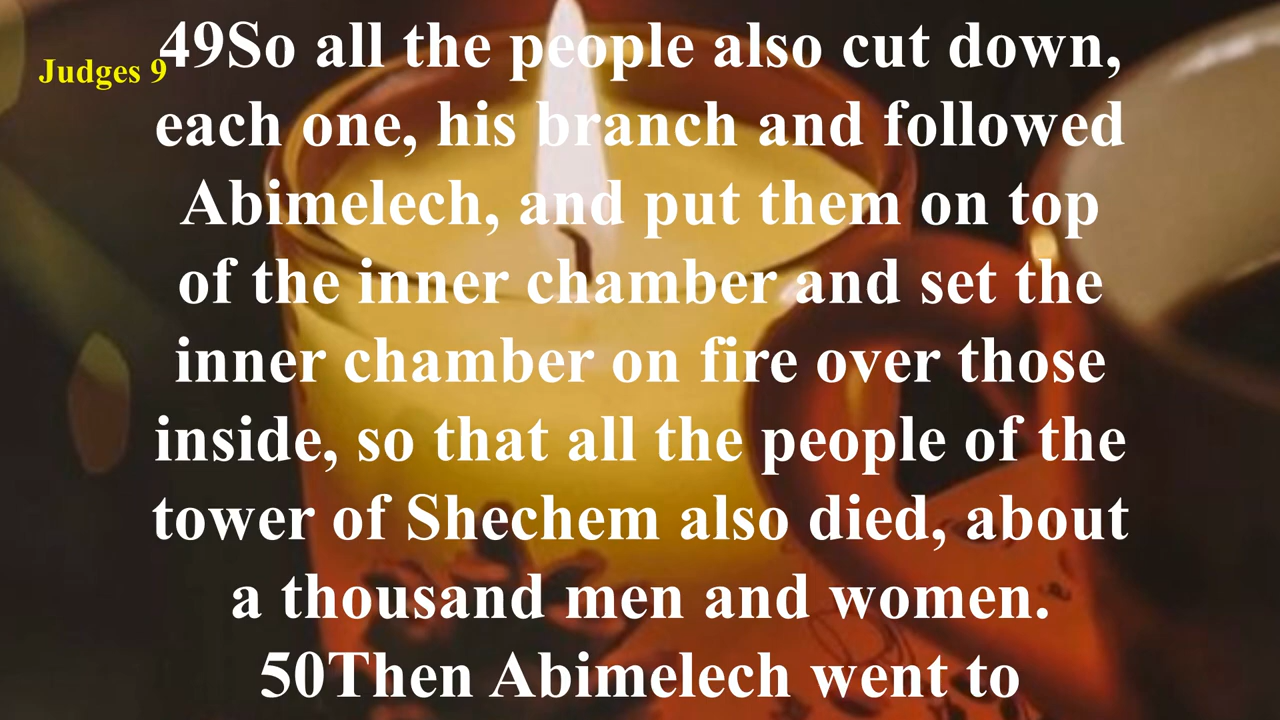 Judges 9
49So all the people also cut down,
each one, his branch and followed
Abimelech, and put them on top
of the inner chamber and set the
inner chamber on fire over those
inside, so that all the people of the
tower of Shechem also died, about
a thousand men and women.
50Then Abimelech went to